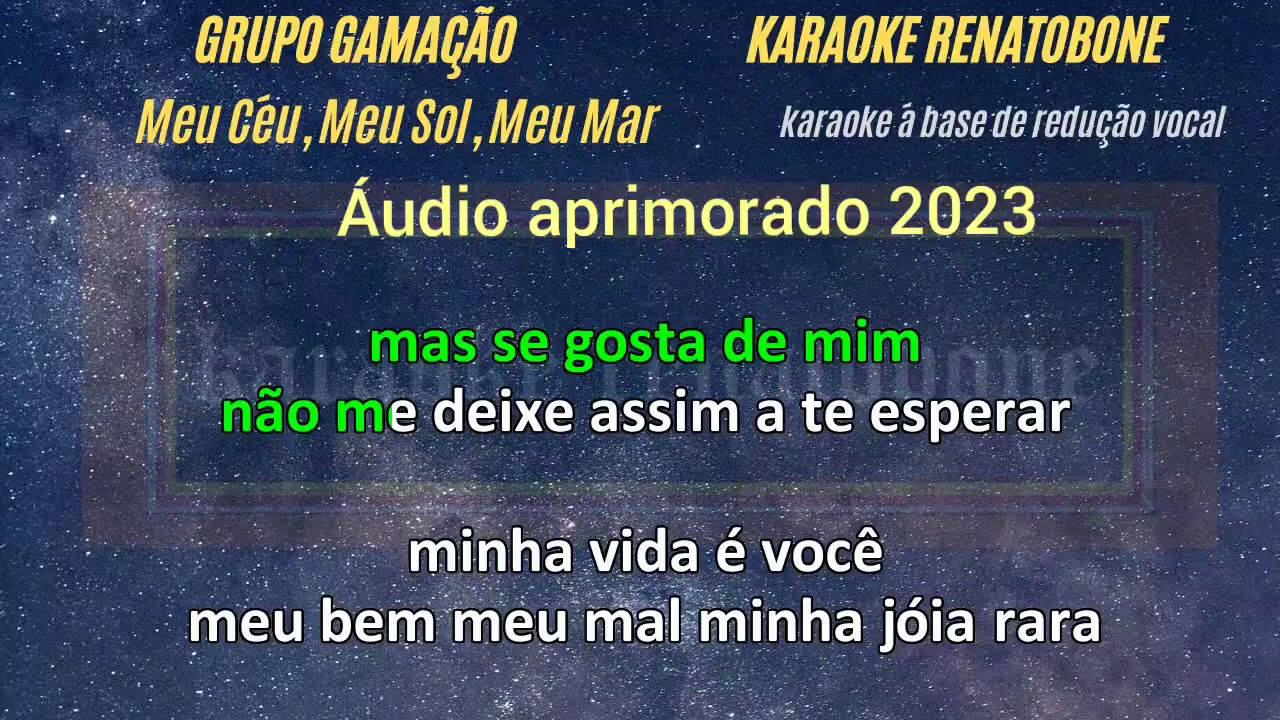 GRUPO GAMAÇÃO
KARAOKE RENATOBONE
Meu Céu , Meu Sol , Meu Mar
karaoke á base de redução vocal
Áudio aprimorado 2023
karaoke renatobone
mas se gosta de mim
não me deixe assim a te esperar
minha vida é você
meu bem meu mal minha jóia rara